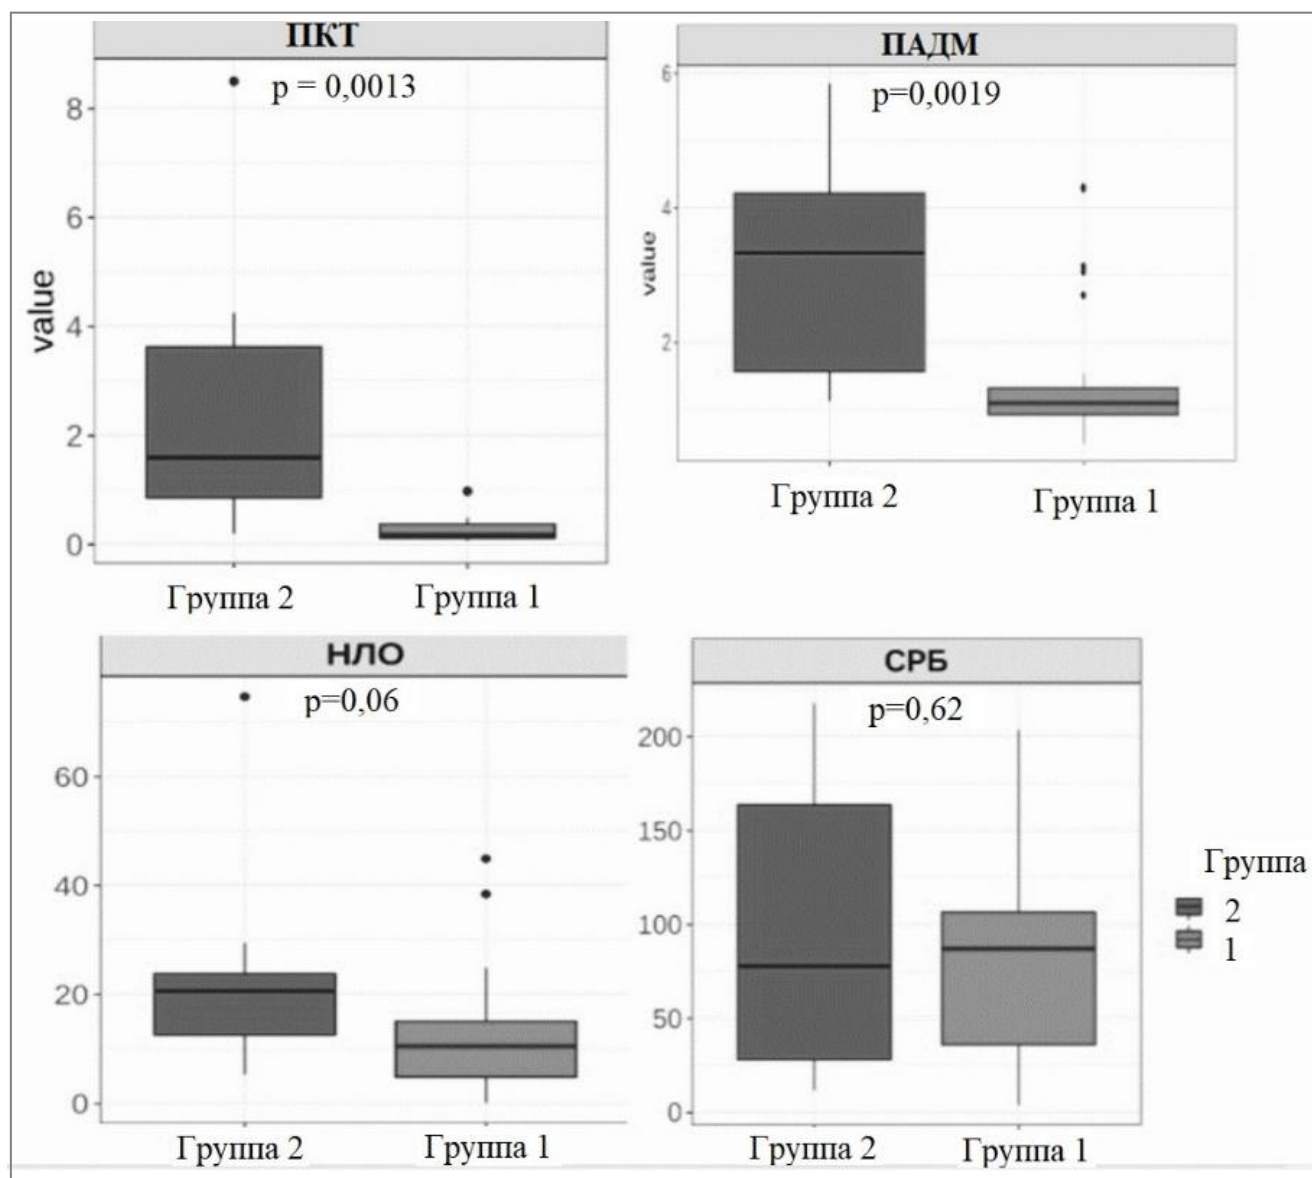 ПКТ
p = 0,0013
value
8
6
4
2
0
Группа 2
Группа 1
ПАДМ
p=0,0019
value
6
4
2
Группа 2
Группа 1
НЛО
p=0,06
60
40
20
0
Группа 2
Группа 1
СРБ
p=0,62
200
150
100
50
0
Группа 2
Группа 1
Группа
2
1